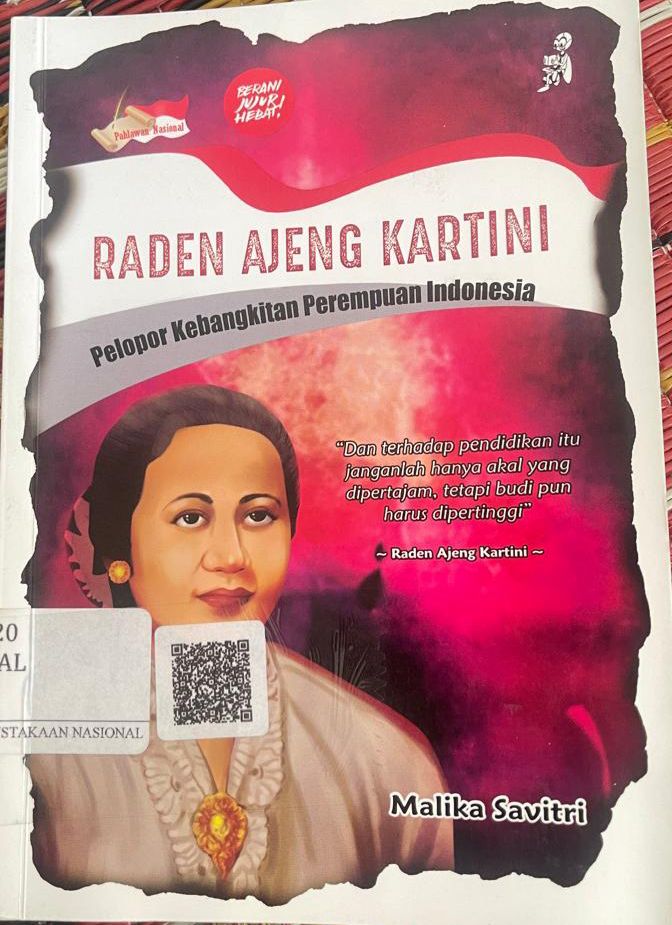 Pahlawan Nasional
BERANI
JUJUR
HEBAT!
RADEN AJENG KARTINI
Pelopor Kebangkitan Perempuan Indonesia
“Dan terhadap pendidikan itu
janganlah hanya akal yang
dipertajam, tetapi budi pun
harus dipertinggi”
~ Raden Ajeng Kartini ~
20
AL
STAKAAN NASIONAL
Malika Savitri